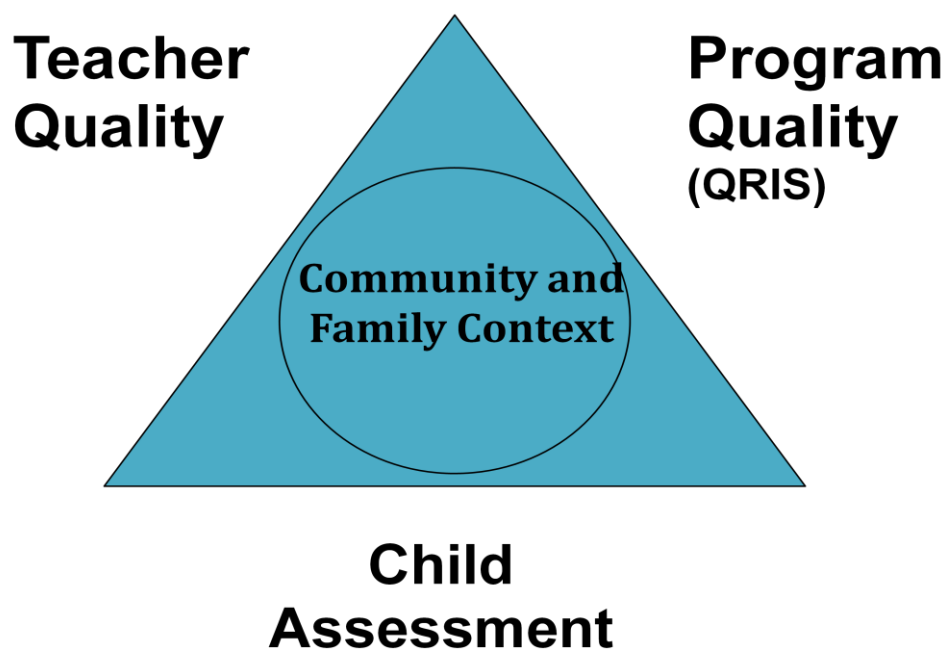 Teacher
Quality
Program
Quality
(QRIS)
Community and
Family Context
Child
Assessment